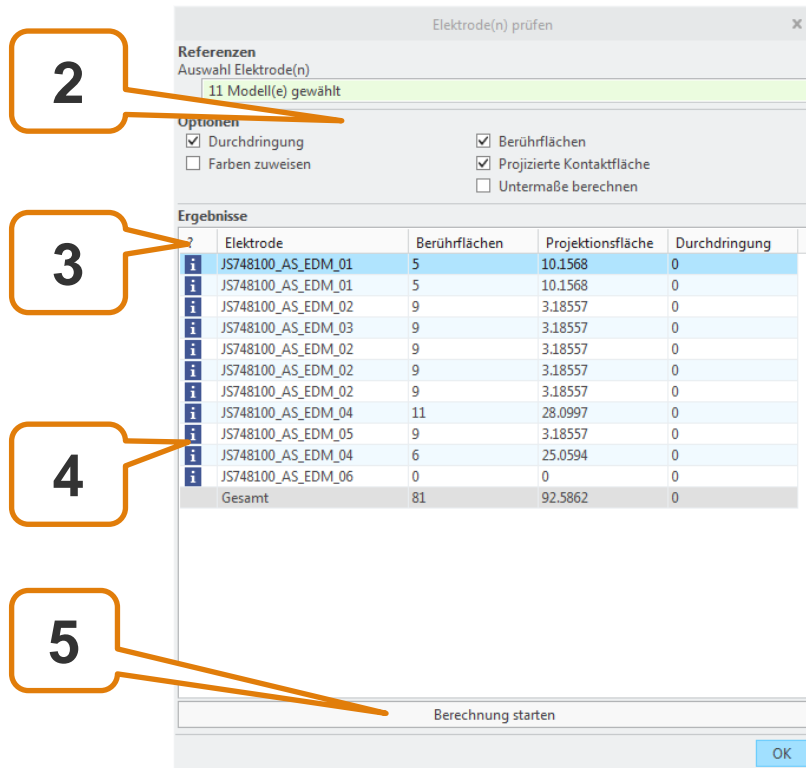 Elektrode(n) prüfen x
Referenzen
Auswahl Elektrode(n)
11 Modell(e) gewählt
2
Optionen
Durchdringung Berührflächen
Farben zuweisen Projizierte Kontaktfläche
Untermaße berechnen
Ergebnisse
3
? Elektrode Berührflächen Projektionsfläche Durchdringung
i JS748100_AS_EDM_01 5 10.1568 0
i JS748100_AS_EDM_01 5 10.1568 0
i JS748100_AS_EDM_02 9 3.18557 0
i JS748100_AS_EDM_03 9 3.18557 0
i JS748100_AS_EDM_02 9 3.18557 0
i JS748100_AS_EDM_02 9 3.18557 0
i JS748100_AS_EDM_02 9 3.18557 0
i JS748100_AS_EDM_04 11 28.0997 0
i JS748100_AS_EDM_05 9 3.18557 0
4
i JS748100_AS_EDM_04 6 25.0594 0
i JS748100_AS_EDM_06 0 0 0
Gesamt 81 92.5862 0
5
Berechnung starten
OK